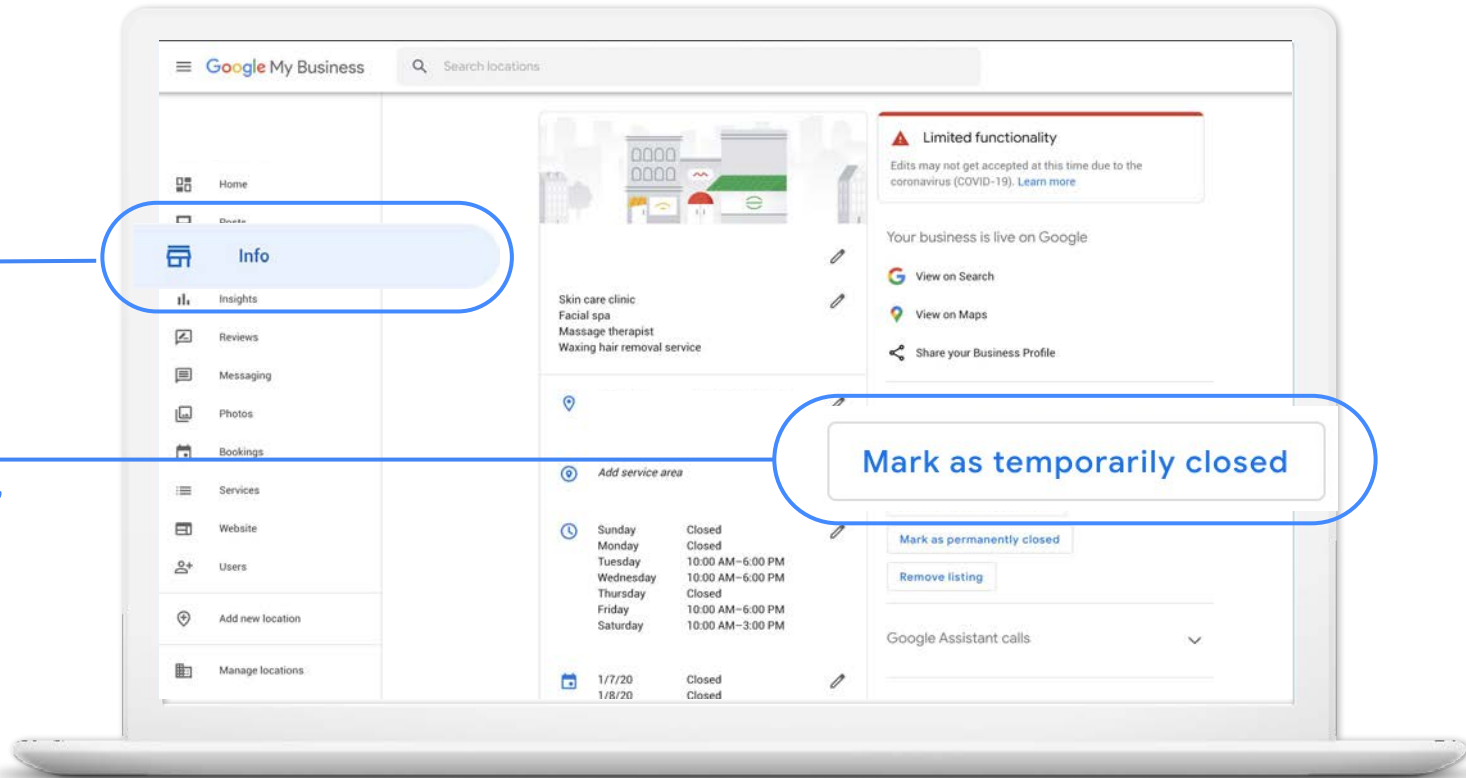 Google My Business
Search locations
Home
Posts
Info
Insights
Reviews
Messaging
Photos
Bookings
Services
Website
Users
Add new location
Manage locations
Skin care clinic
Facial spa
Massage therapist
Waxing hair removal service
Add service area
Sunday Closed
Monday Closed
Tuesday 10:00 AM–6:00 PM
Wednesday 10:00 AM–6:00 PM
Thursday Closed
Friday 10:00 AM–6:00 PM
Saturday 10:00 AM–3:00 PM
1/7/20 Closed
1/8/20 Closed
Limited functionality
Edits may not get accepted at this time due to the
coronavirus (COVID-19). Learn more
Your business is live on Google
View on Search
View on Maps
Share your Business Profile
Mark as temporarily closed
Mark as permanently closed
Remove listing
Google Assistant calls